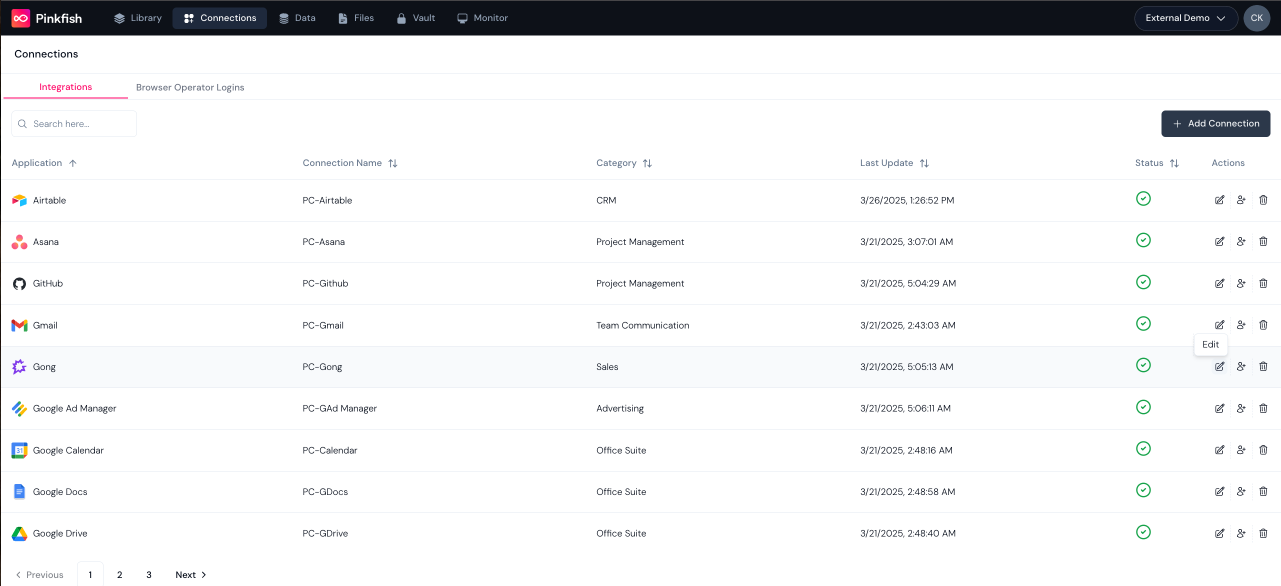 Pinkfish Library Connections Data Files Vault Monitor External Demo CK
Connections
Integrations Browser Operator Logins
Search here... + Add Connection
Application Connection Name Category Last Update Status Actions
Airtable PC-Airtable CRM 3/26/2025, 1:26:52 PM
Asana PC-Asana Project Management 3/21/2025, 3:07:01 AM
GitHub PC-Github Project Management 3/21/2025, 5:04:29 AM
Gmail PC-Gmail Team Communication 3/21/2025, 2:43:03 AM
Edit
Gong PC-Gong Sales 3/21/2025, 5:05:13 AM
Google Ad Manager PC-GAd Manager Advertising 3/21/2025, 5:06:11 AM
31 Google Calendar PC-Calendar Office Suite 3/21/2025, 2:48:16 AM
Google Docs PC-GDocs Office Suite 3/21/2025, 2:48:58 AM
Google Drive PC-GDrive Office Suite 3/21/2025, 2:48:40 AM
Previous 1 2 3 Next